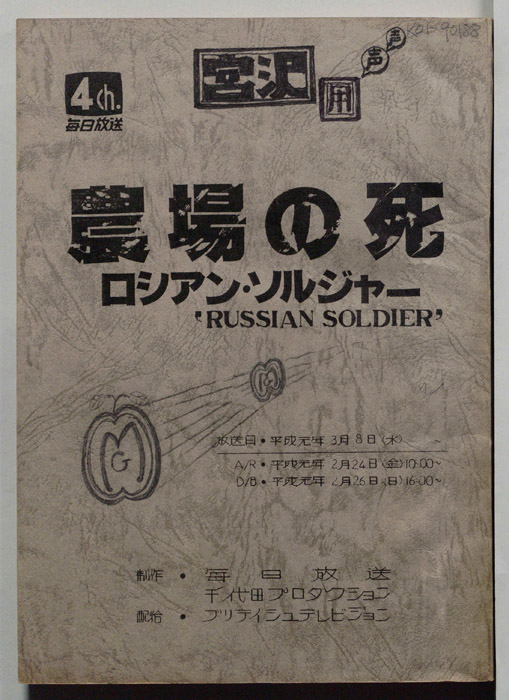 宮沢
用
声
声
4ch.
毎日放送
農場の死
ロシアン・ソルジャー
'RUSSIAN SOLDIER'
M
G
M
放送日・平成元年 3月8日(水) ~
A/R・平成元年 2月24日(金)10:00~
D/B・平成元年 2月26日(日)16:00~
制作・毎日放送
千代田プロダクション
配給・ブリティシュテレビジョン